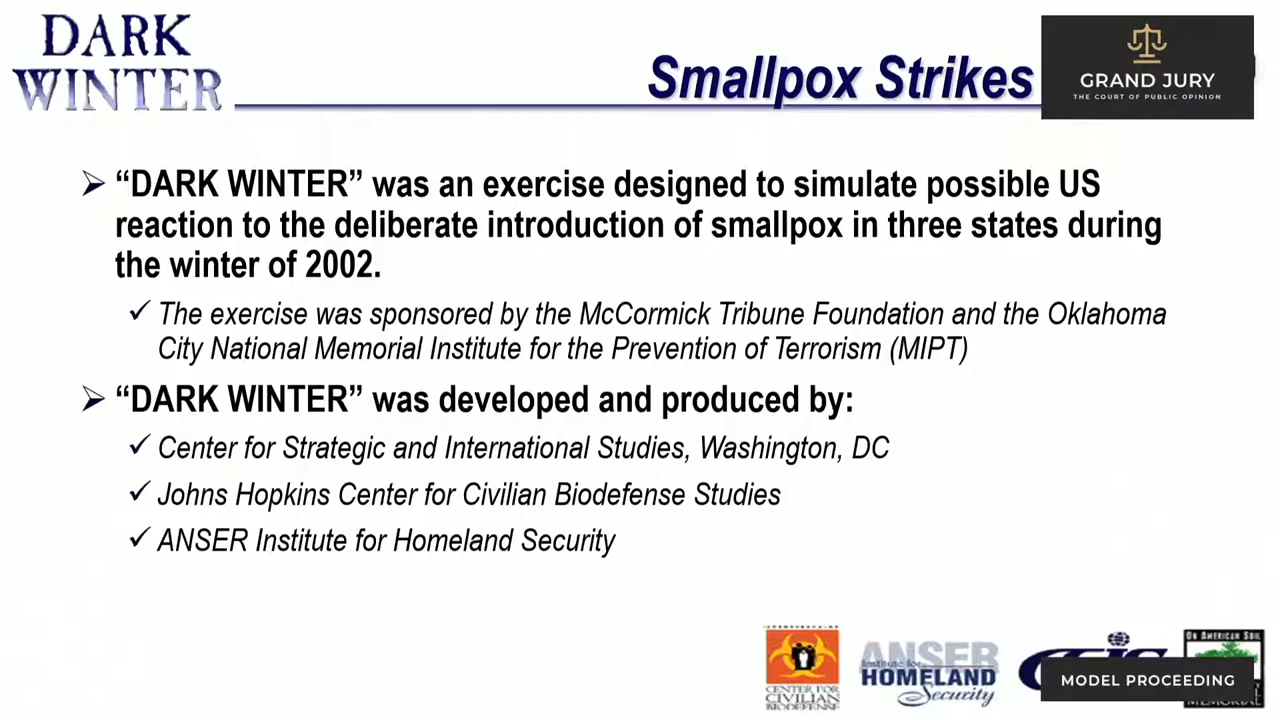 DARK
WINTER
Smallpox Strikes
GRAND JURY
THE COURT OF PUBLIC OPINION
“DARK WINTER” was an exercise designed to simulate possible US
reaction to the deliberate introduction of smallpox in three states during
the winter of 2002.
The exercise was sponsored by the McCormick Tribune Foundation and the Oklahoma
City National Memorial Institute for the Prevention of Terrorism (MIPT)
“DARK WINTER” was developed and produced by:
Center for Strategic and International Studies, Washington, DC
Johns Hopkins Center for Civilian Biodefense Studies
ANSER Institute for Homeland Security
CENTER FOR
CIVILIAN
BIODEFENSE
ANSER
Institute for
HOMELAND
Security
ON AMERICAN SOIL
MODEL PROCEEDING